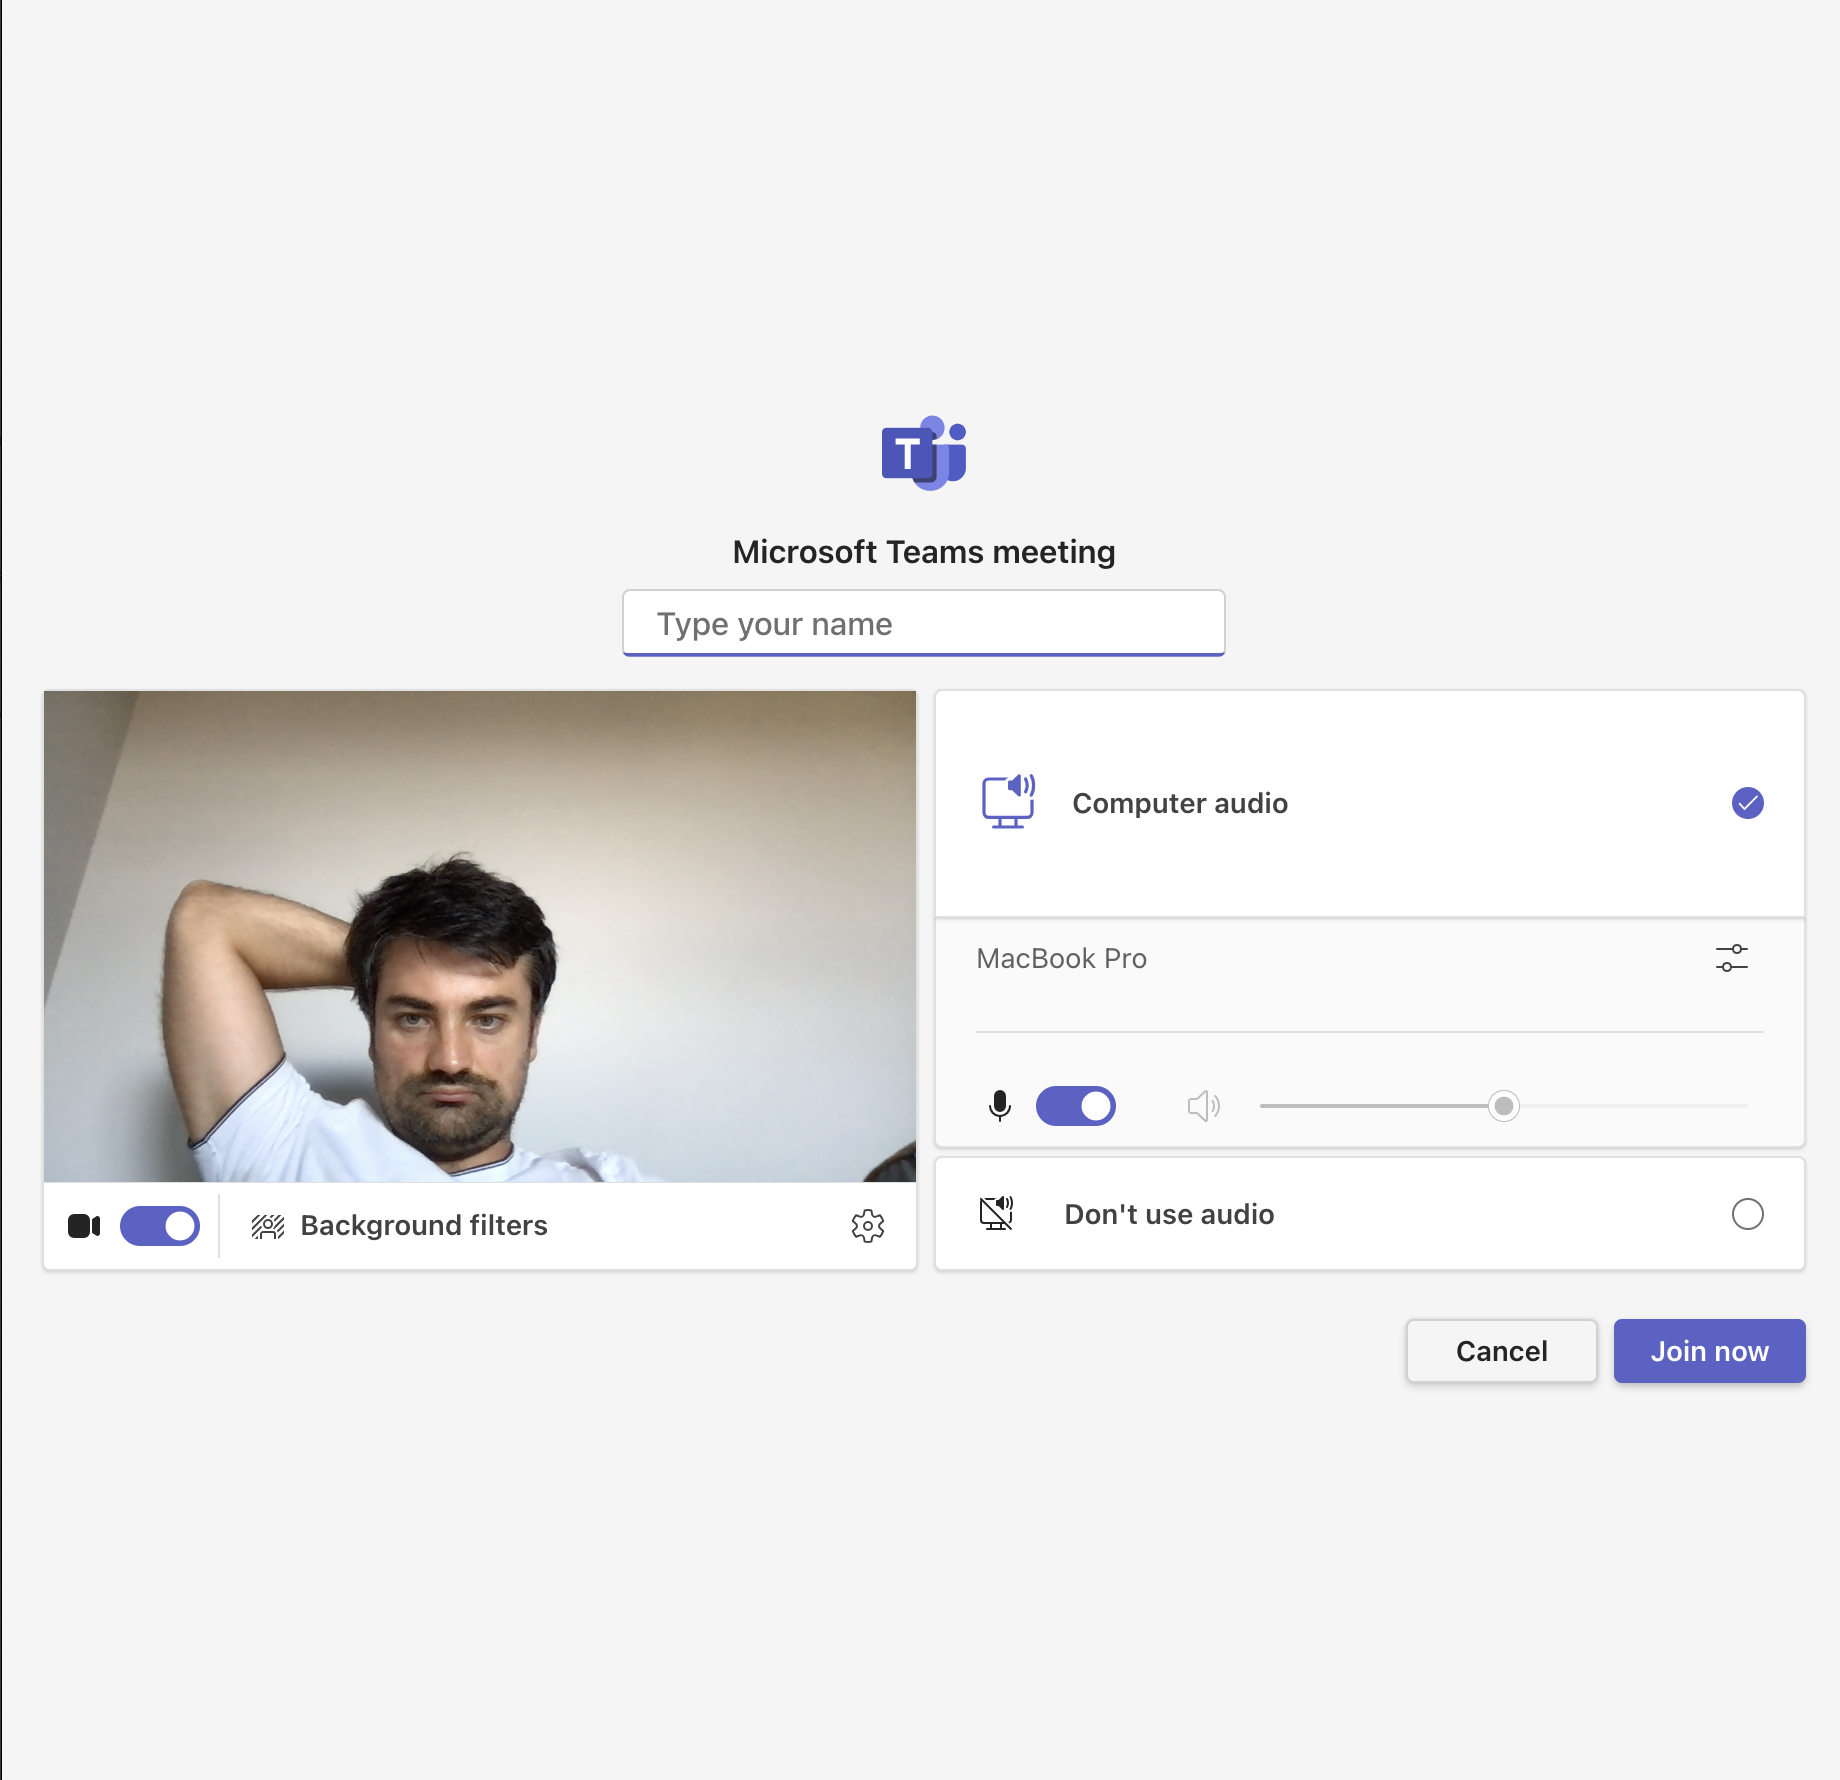 T
Microsoft Teams meeting
Type your name
Computer audio
MacBook Pro
Background filters
Don't use audio
Cancel
Join now